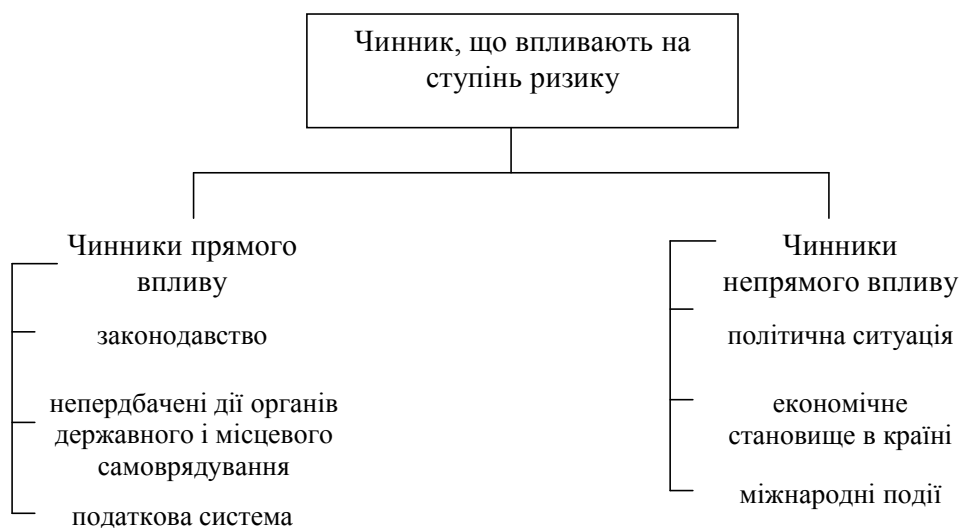 Чинник, що впливають на
ступінь ризику
Чинники прямого
впливу
законодавство
непердбачені дії органів
державного і місцевого
самоврядування
податкова система
Чинники
непрямого впливу
політична ситуація
економічне
становище в країні
міжнародні події